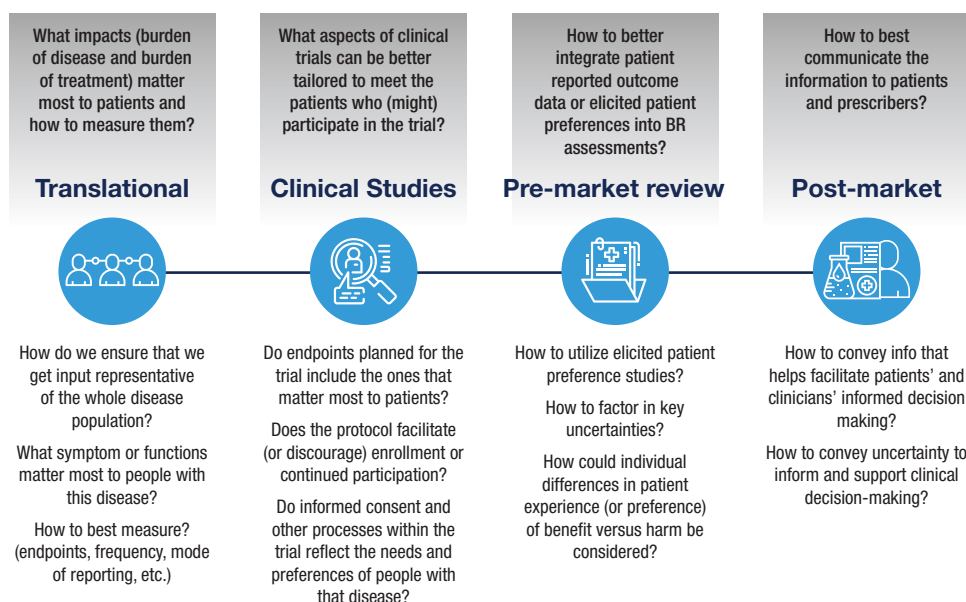 What impacts (burden
of disease and burden
of treatment) matter
most to patients and
how to measure them?
Translational
How do we ensure that we
get input representative
of the whole disease
population?
What symptom or functions
matter most to people with
this disease?
How to best measure?
(endpoints, frequency, mode
of reporting, etc.)
What aspects of clinical
trials can be better
tailored to meet the
patients who (might)
participate in the trial?
Clinical Studies
Do endpoints planned for the
trial include the ones that
matter most to patients?
Does the protocol facilitate
(or discourage) enrollment or
continued participation?
Do informed consent and
other processes within the
trial reflect the needs and
preferences of people with
that disease?
How to better
integrate patient
reported outcome
data or elicited patient
preferences into BR
assessments?
Pre-market review
How to utilize elicited patient
preference studies?
How to factor in key
uncertainties?
How could individual
differences in patient
experience (or preference)
of benefit versus harm be
considered?
How to best
communicate the
information to patients
and prescribers?
Post-market
How to convey info that
helps facilitate patients’ and
clinicians’ informed decision
making?
How to convey uncertainty to
inform and support clinical
decision-making?